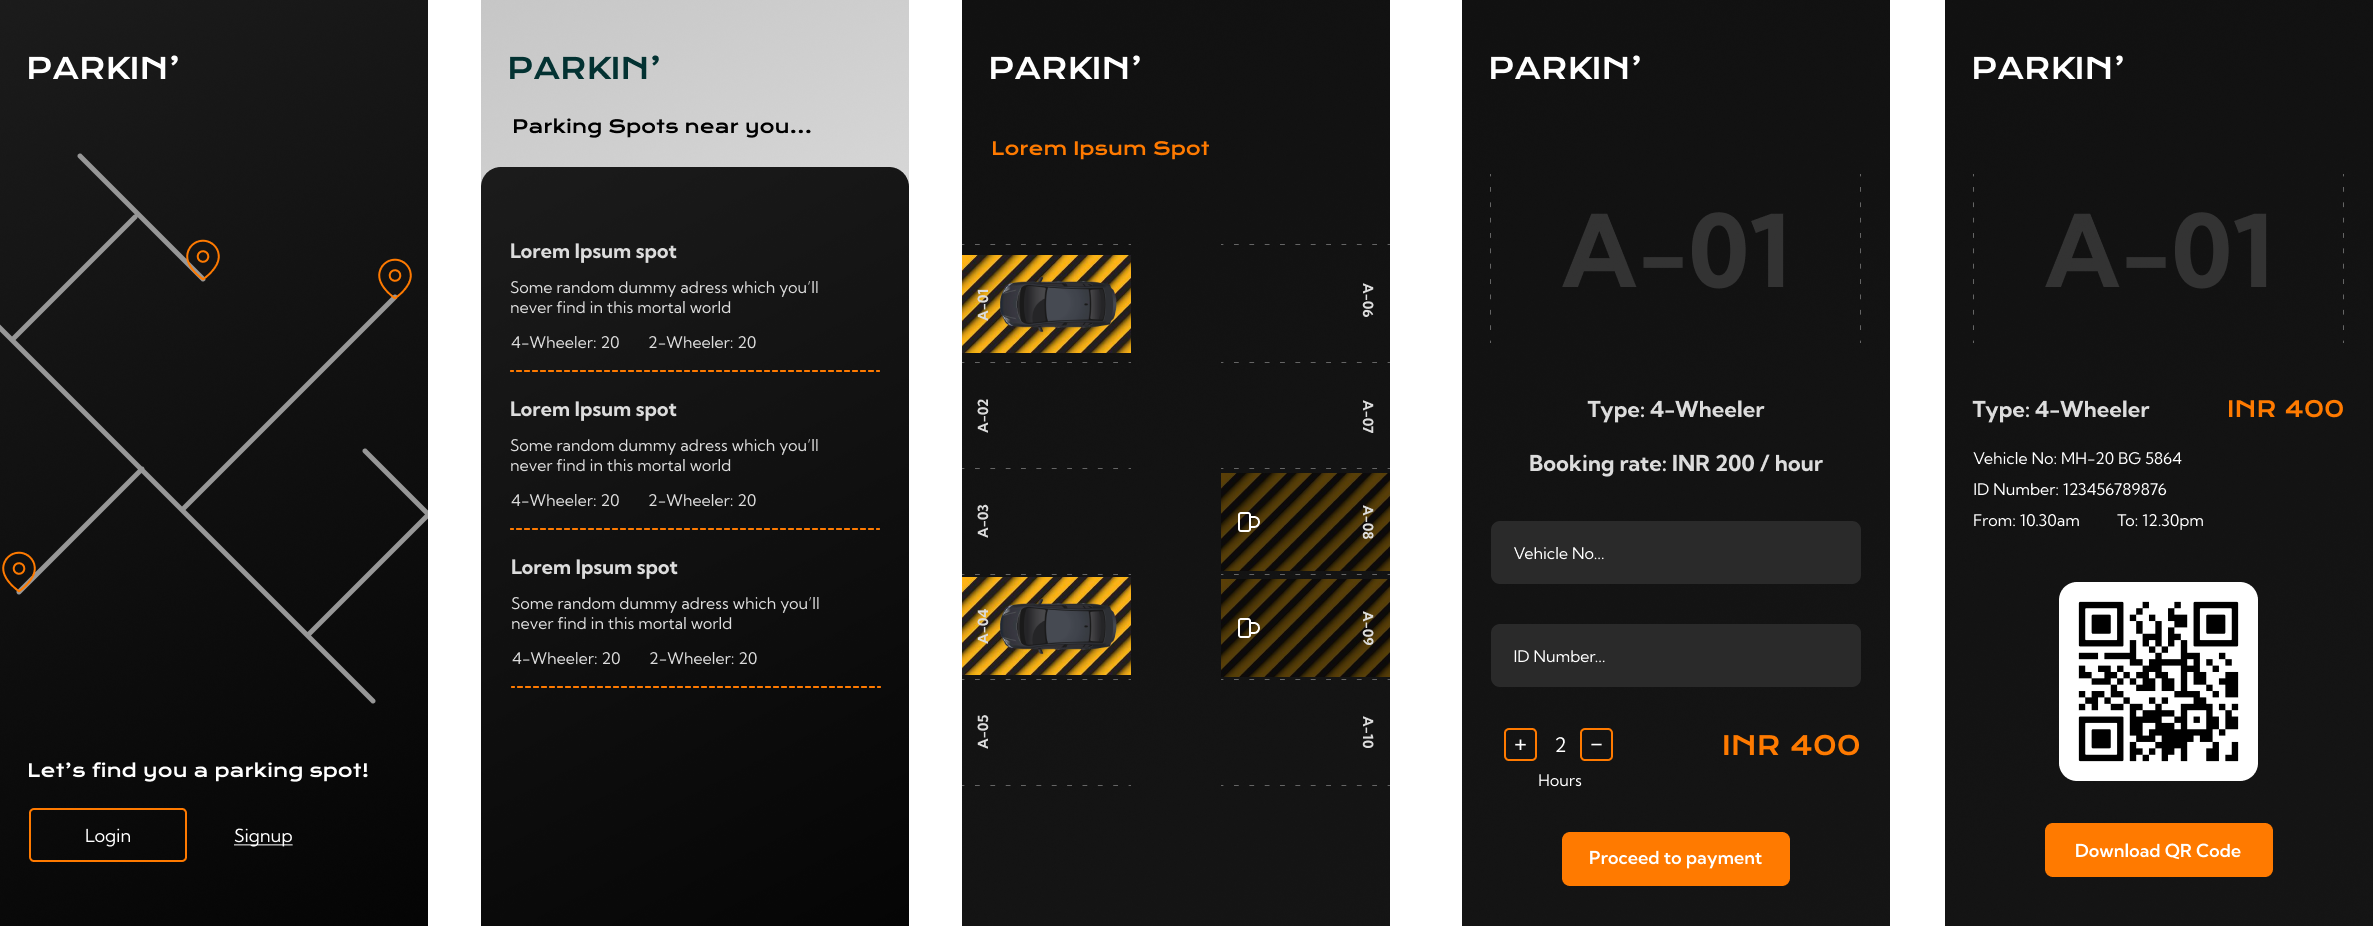 PARKIN’
Let’s find you a parking spot!
Login
Signup
PARKIN’
Parking Spots near you...
Lorem Ipsum spot
Some random dummy adress which you’ll
never find in this mortal world
4-Wheeler: 20 2-Wheeler: 20
Lorem Ipsum spot
Some random dummy adress which you’ll
never find in this mortal world
4-Wheeler: 20 2-Wheeler: 20
Lorem Ipsum spot
Some random dummy adress which you’ll
never find in this mortal world
4-Wheeler: 20 2-Wheeler: 20
PARKIN’
Lorem Ipsum Spot
A-01
A-06
A-02
A-07
A-03
A-08
A-04
A-09
A-05
A-10
PARKIN’
A-01
Type: 4-Wheeler
Booking rate: INR 200 / hour
Vehicle No...
ID Number...
+ 2 −
Hours
INR 400
Proceed to payment
PARKIN’
A-01
Type: 4-Wheeler
INR 400
Vehicle No: MH-20 BG 5864
ID Number: 123456789876
From: 10.30am To: 12.30pm
Download QR Code